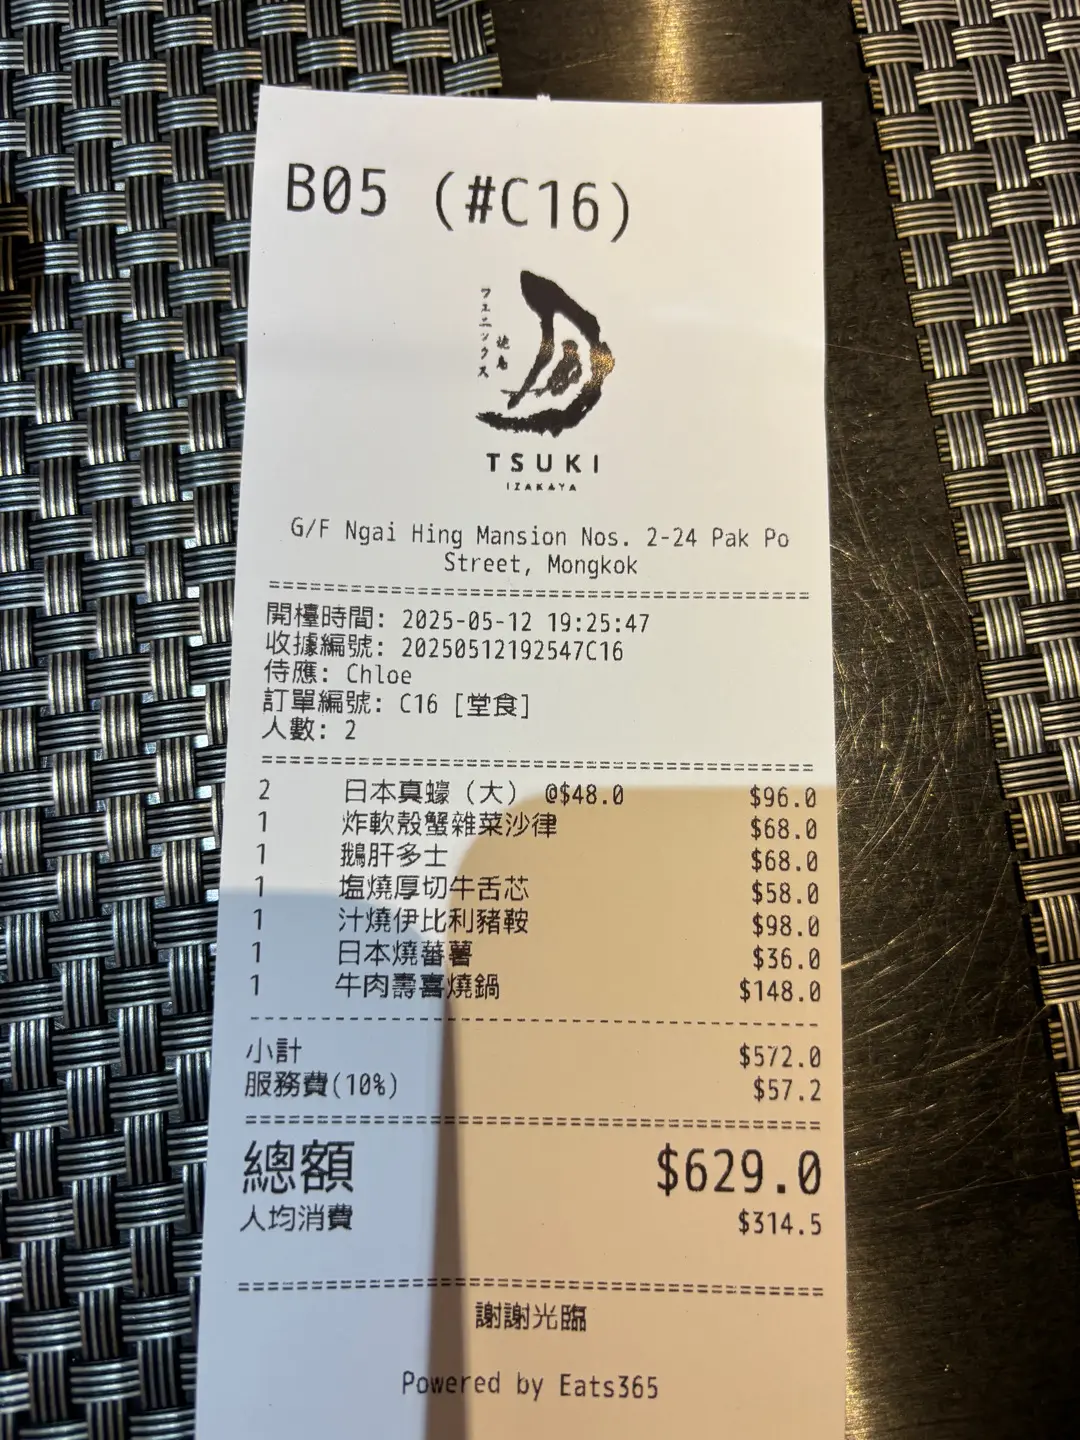 B05 (#C16)
フェニックス
焼鳥
TSUKI
IZAKAYA
G/F Ngai Hing Mansion Nos. 2-24 Pak Po
Street, Mongkok
開檯時間: 2025-05-12 19:25:47
收據編號: 20250512192547C16
侍應: Chloe
訂單編號: C16 [堂食]
人數: 2
2 日本真蠔（大） @$48.0 $96.0
1 炸軟殼蟹雜菜沙律 $68.0
1 鵝肝多士 $68.0
1 塩燒厚切牛舌芯 $58.0
1 汁燒伊比利豬鞍 $98.0
1 日本燒蕃薯 $36.0
1 牛肉壽喜燒鍋 $148.0
小計 $572.0
服務費(10%) $57.2
總額 $629.0
人均消費 $314.5
謝謝光臨
Powered by Eats365